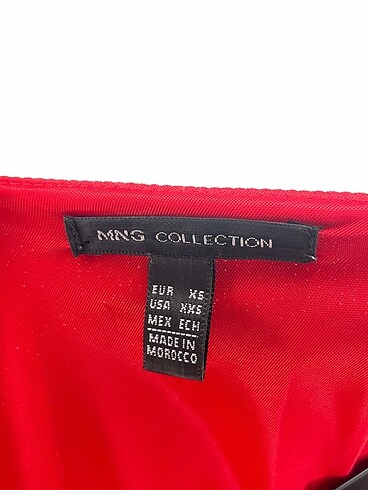 MNG COLLECTION
EUR XS
USA XXS
MEX ECH
MADE IN
MOROCCO